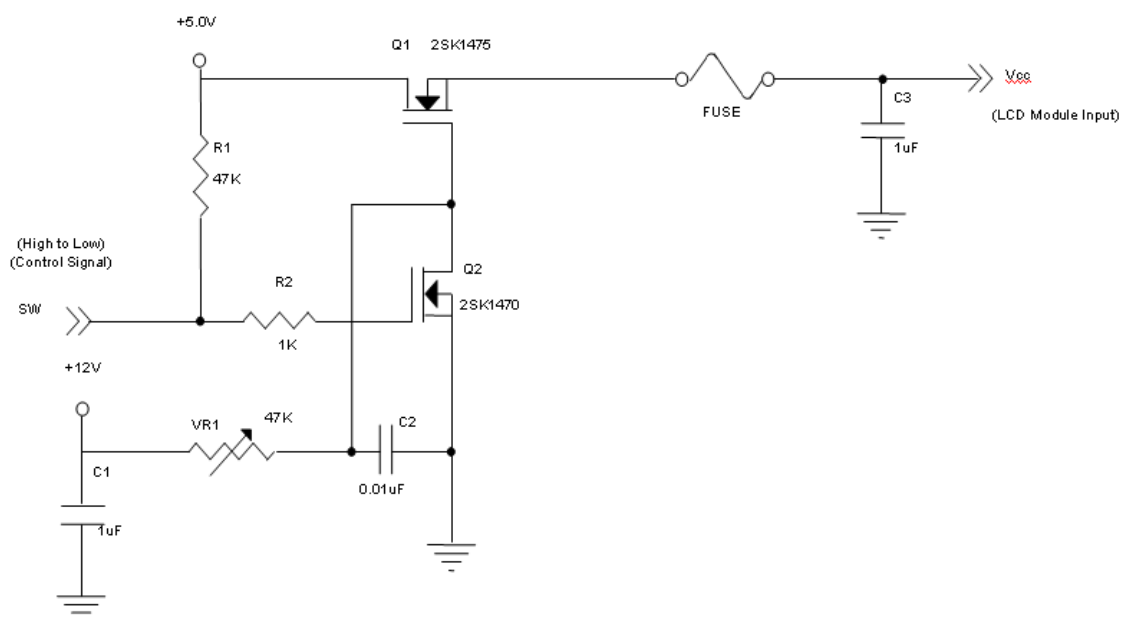 +5.0V
Q1 2SK1475
Vcc
FUSE
C3
(LCD Module Input)
1uF
R1
47K
(High to Low)
(Control Signal)
SW
R2
1K
Q2
2SK1470
+12V
VR1
47K
C2
0.01uF
C1
1uF